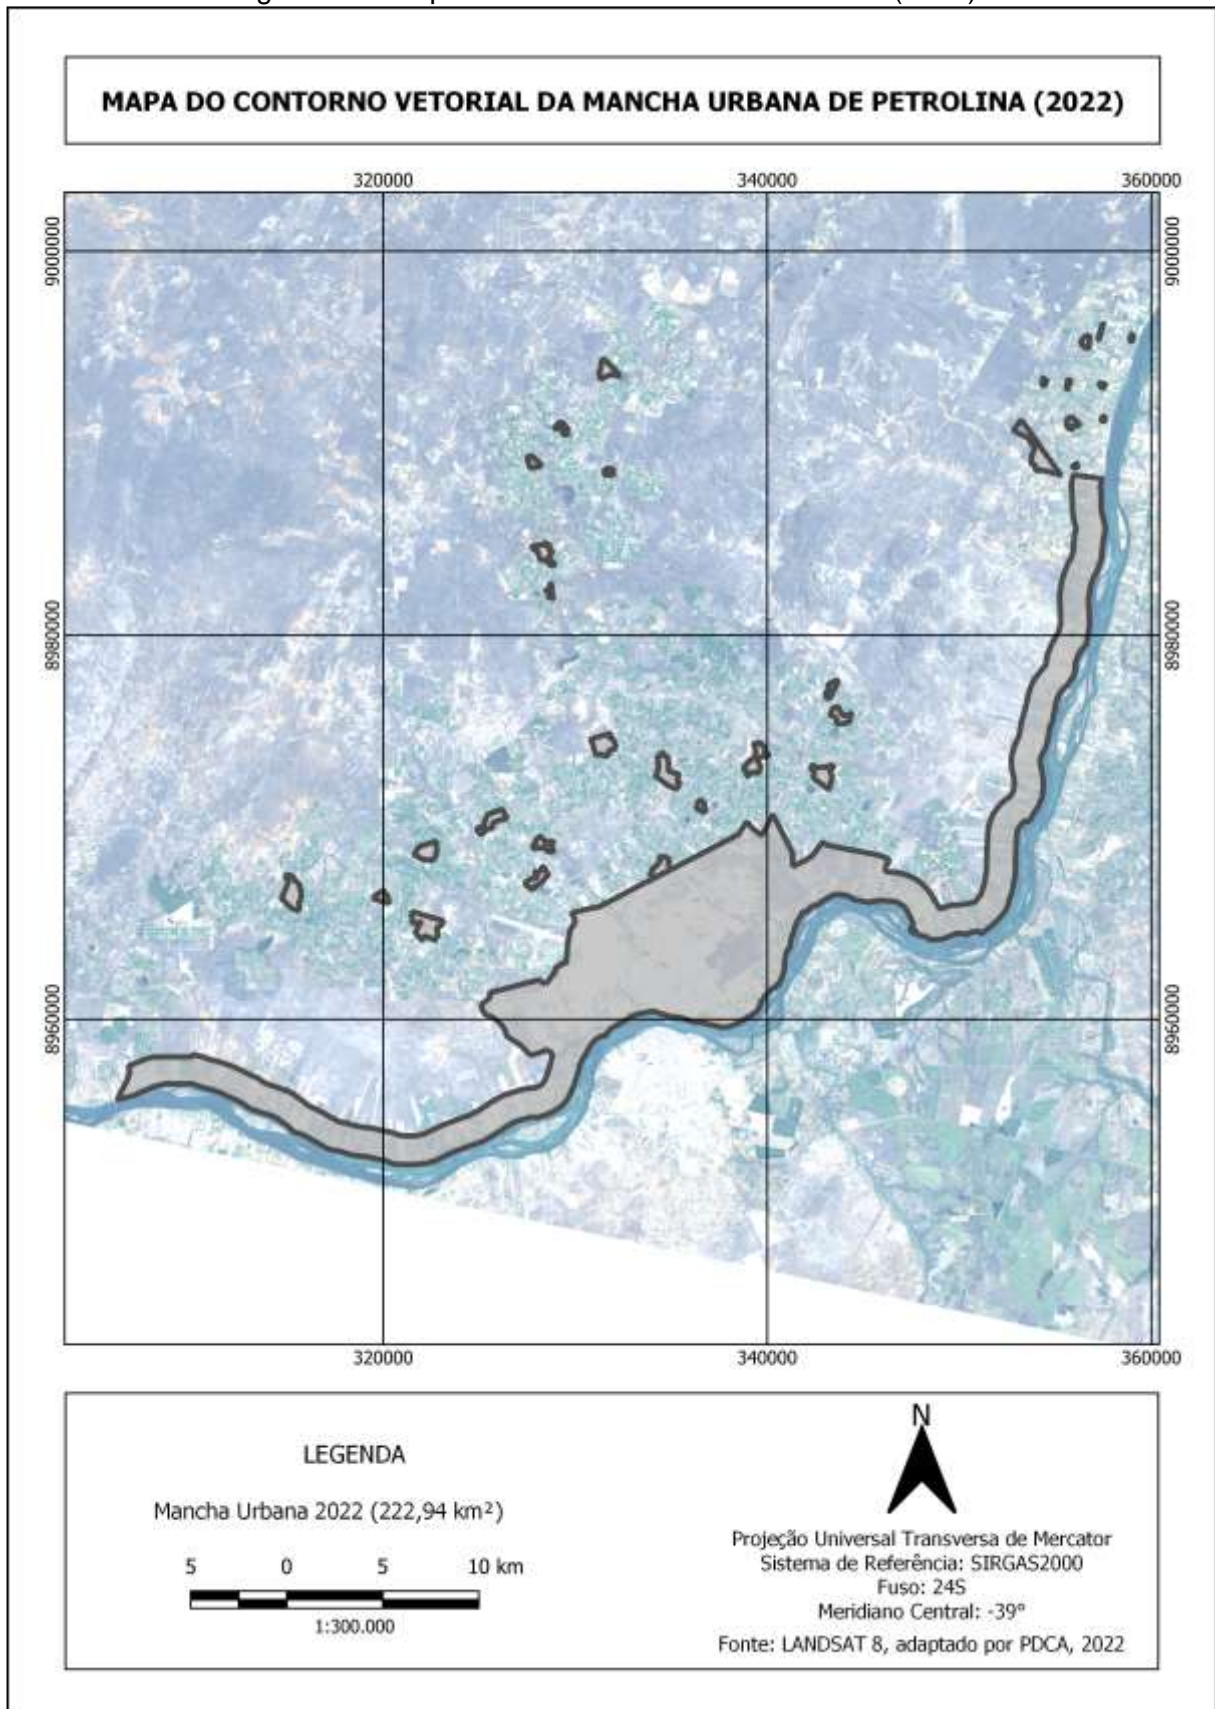 MAPA DO CONTORNO VETORIAL DA MANCHA URBANA DE PETROLINA (2022)
320000 340000 360000
9000000 9000000
8980000 8980000
8960000 8960000
320000 340000 360000
LEGENDA
Mancha Urbana 2022 (222,94 km²)
5 0 5 10 km
1:300.000
N
Projeção Universal Transversa de Mercator
Sistema de Referência: SIRGAS2000
Fuso: 24S
Meridiano Central: -39°
Fonte: LANDSAT 8, adaptado por PDCA, 2022